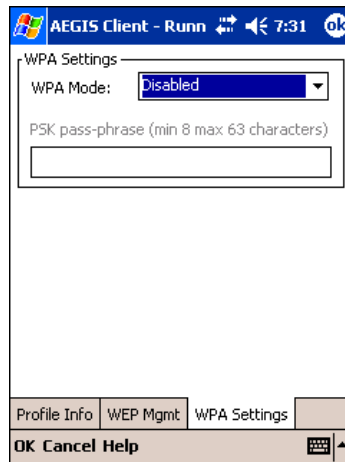 AEGIS Client - Runn 7:31 ok
WPA Settings
WPA Mode: Disabled
PSK pass-phrase (min 8 max 63 characters)
Profile Info WEP Mgmt WPA Settings
OK Cancel Help